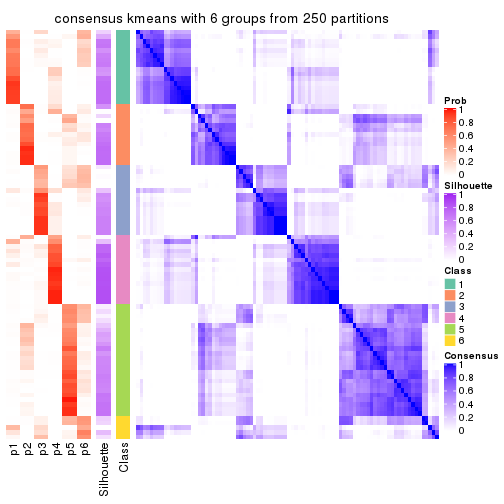 consensus kmeans with 6 groups from 250 partitions
Prob
1
0.8
0.6
0.4
0.2
0
Silhouette
1
0.8
0.6
0.4
0.2
0
Class
1
2
3
4
5
6
Consensus
1
0.8
0.6
0.4
0.2
0
p1
p2
p3
p4
p5
p6
Silhouette
Class